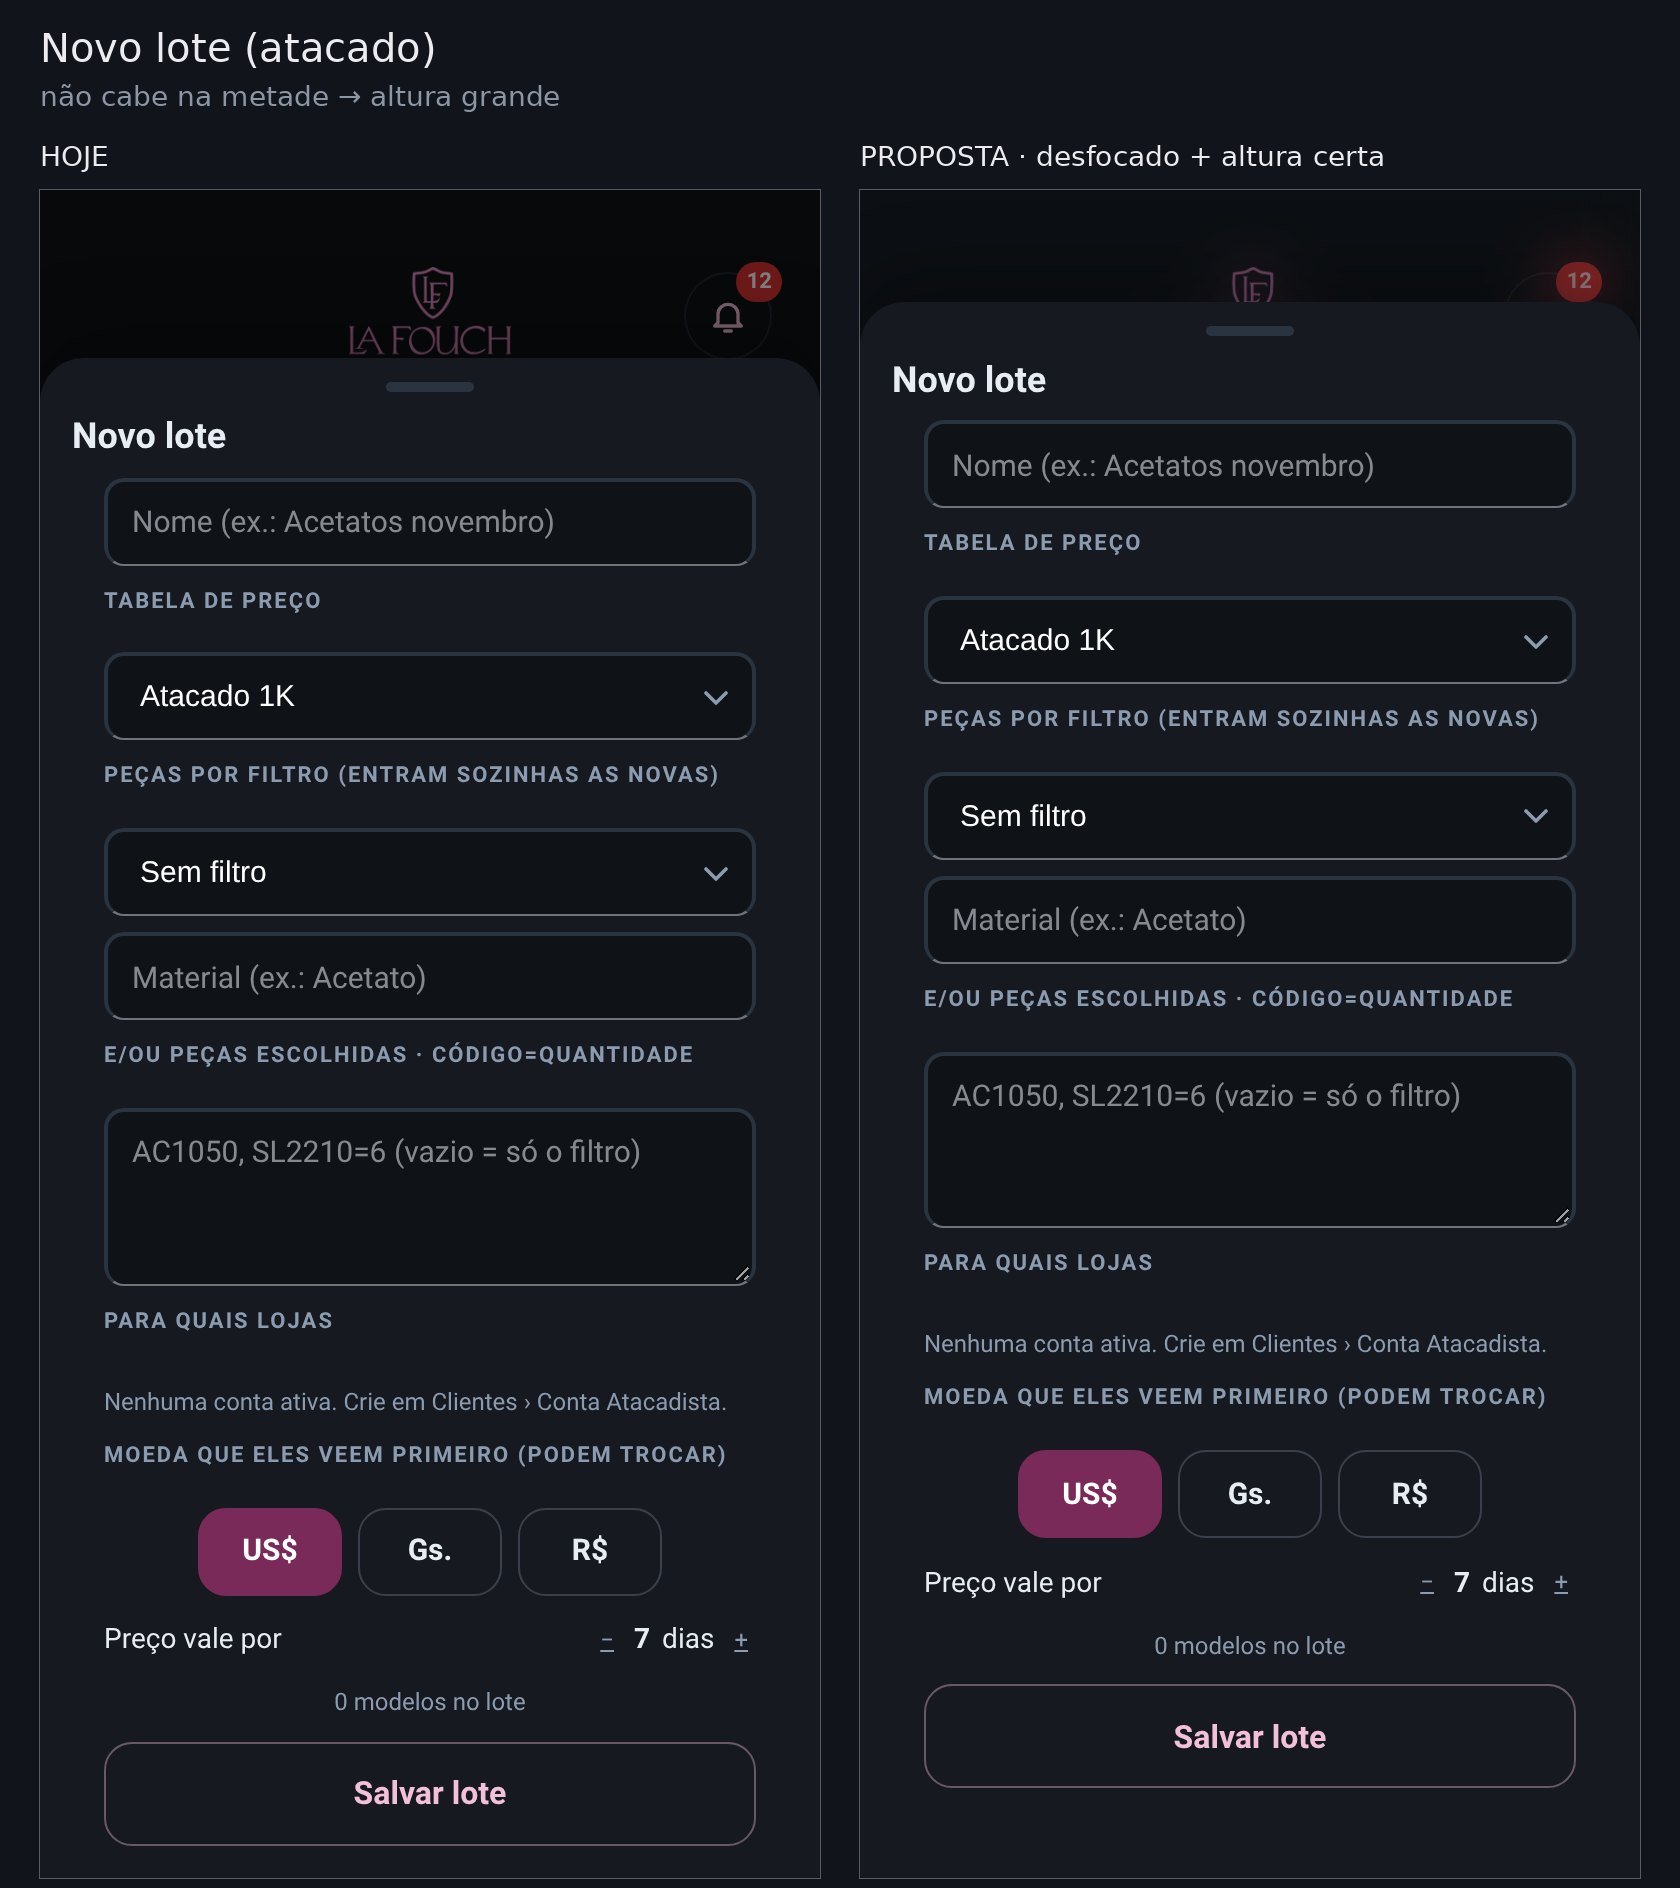 Novo lote (atacado)
não cabe na metade → altura grande
HOJE
12
LF
LA FOUCH
Novo lote
Nome (ex.: Acetatos novembro)
TABELA DE PREÇO
Atacado 1K
PEÇAS POR FILTRO (ENTRAM SOZINHAS AS NOVAS)
Sem filtro
Material (ex.: Acetato)
E/OU PEÇAS ESCOLHIDAS · CÓDIGO=QUANTIDADE
AC1050, SL2210=6 (vazio = só o filtro)
PARA QUAIS LOJAS
Nenhuma conta ativa. Crie em Clientes › Conta Atacadista.
MOEDA QUE ELES VEEM PRIMEIRO (PODEM TROCAR)
US$ Gs. R$
Preço vale por − 7 dias +
0 modelos no lote
Salvar lote
PROPOSTA · desfocado + altura certa
12
LF
Novo lote
Nome (ex.: Acetatos novembro)
TABELA DE PREÇO
Atacado 1K
PEÇAS POR FILTRO (ENTRAM SOZINHAS AS NOVAS)
Sem filtro
Material (ex.: Acetato)
E/OU PEÇAS ESCOLHIDAS · CÓDIGO=QUANTIDADE
AC1050, SL2210=6 (vazio = só o filtro)
PARA QUAIS LOJAS
Nenhuma conta ativa. Crie em Clientes › Conta Atacadista.
MOEDA QUE ELES VEEM PRIMEIRO (PODEM TROCAR)
US$ Gs. R$
Preço vale por − 7 dias +
0 modelos no lote
Salvar lote